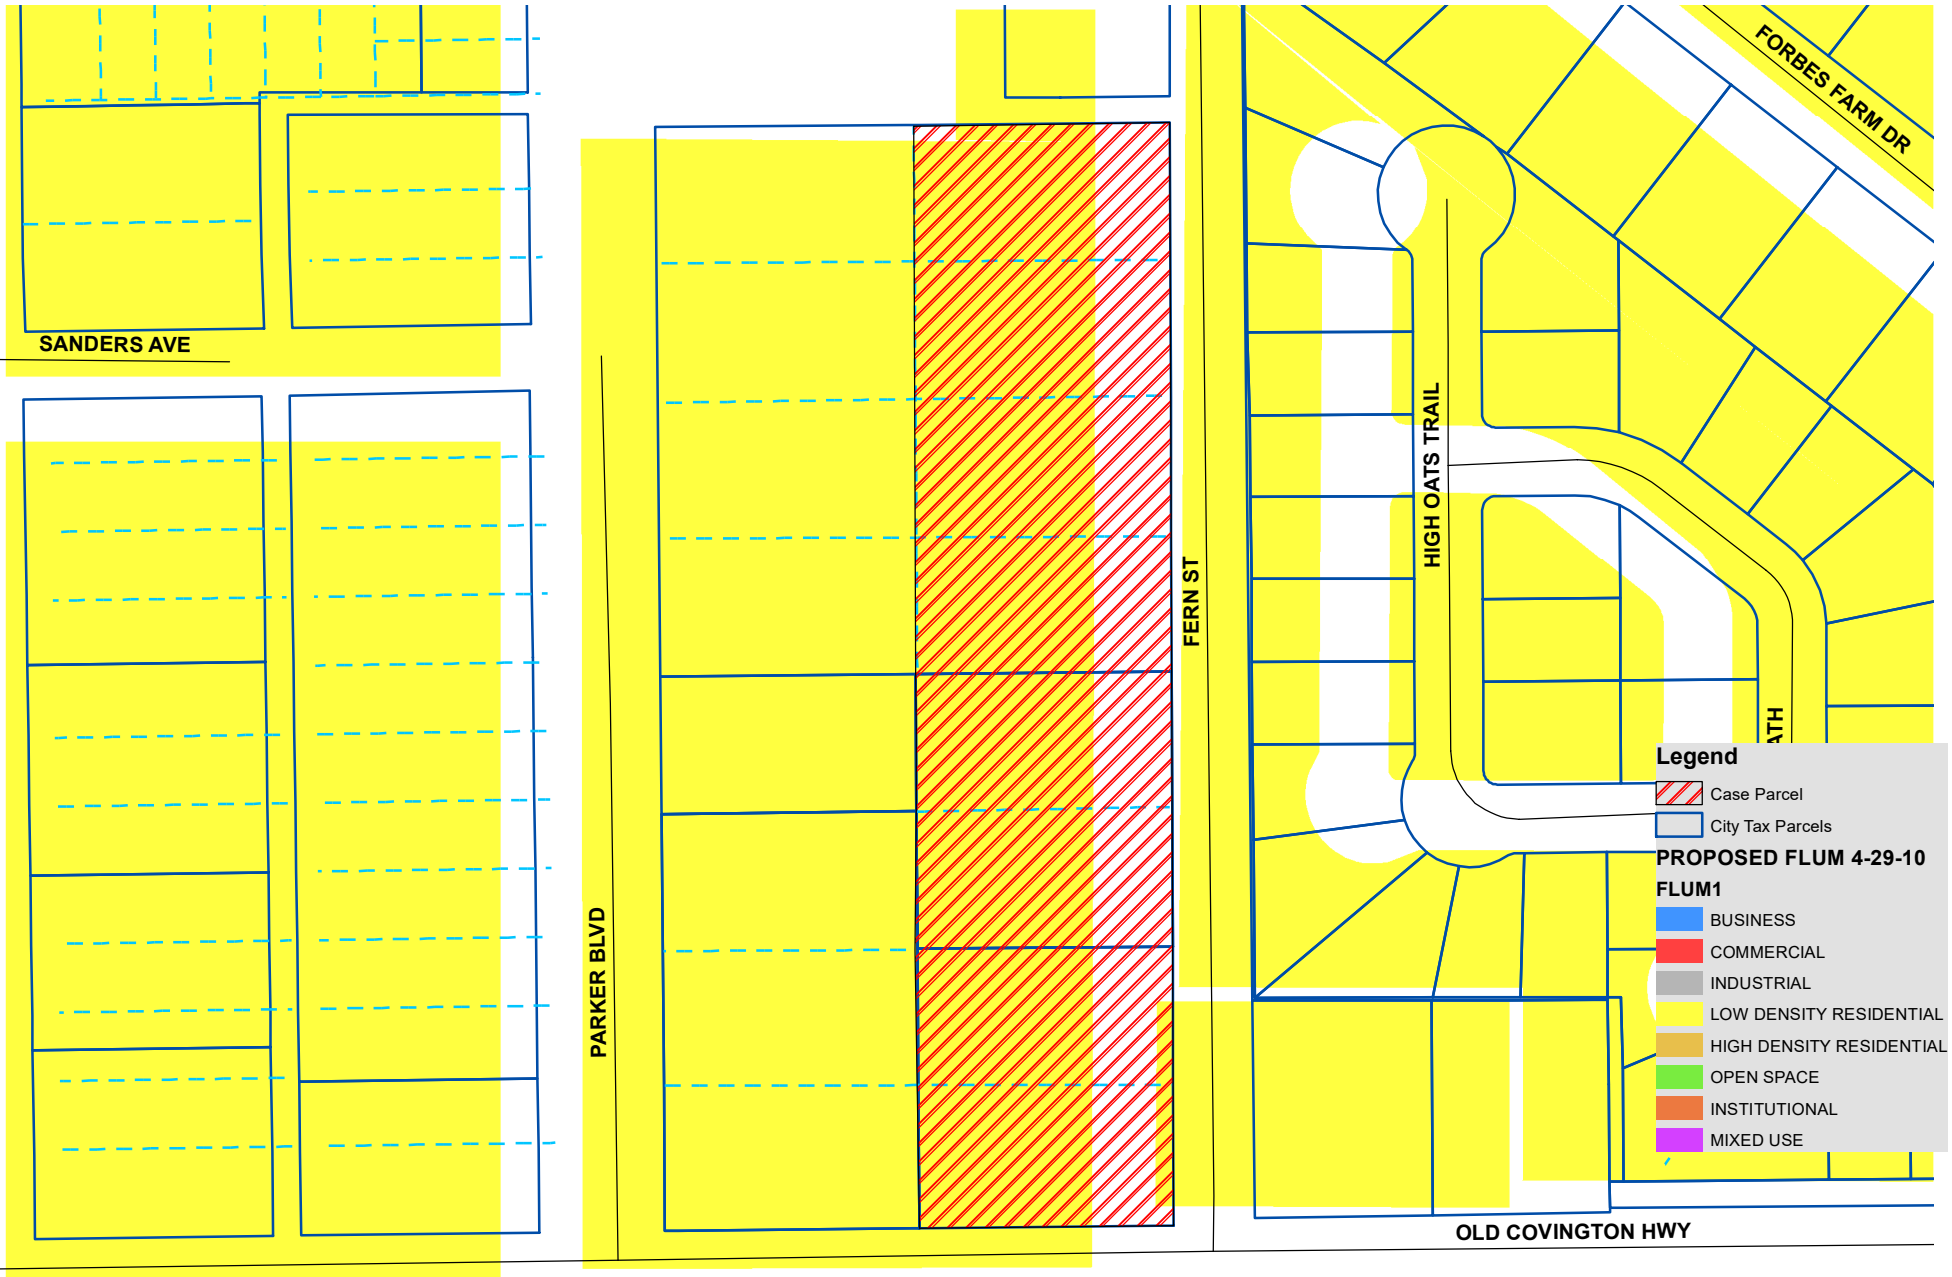 FORBES FARM DR
SANDERS AVE
HIGH OATS TRAIL
FERN ST
PARKER BLVD
ATH
OLD COVINGTON HWY
Legend
Case Parcel
City Tax Parcels
PROPOSED FLUM 4-29-10
FLUM1
BUSINESS
COMMERCIAL
INDUSTRIAL
LOW DENSITY RESIDENTIAL
HIGH DENSITY RESIDENTIAL
OPEN SPACE
INSTITUTIONAL
MIXED USE